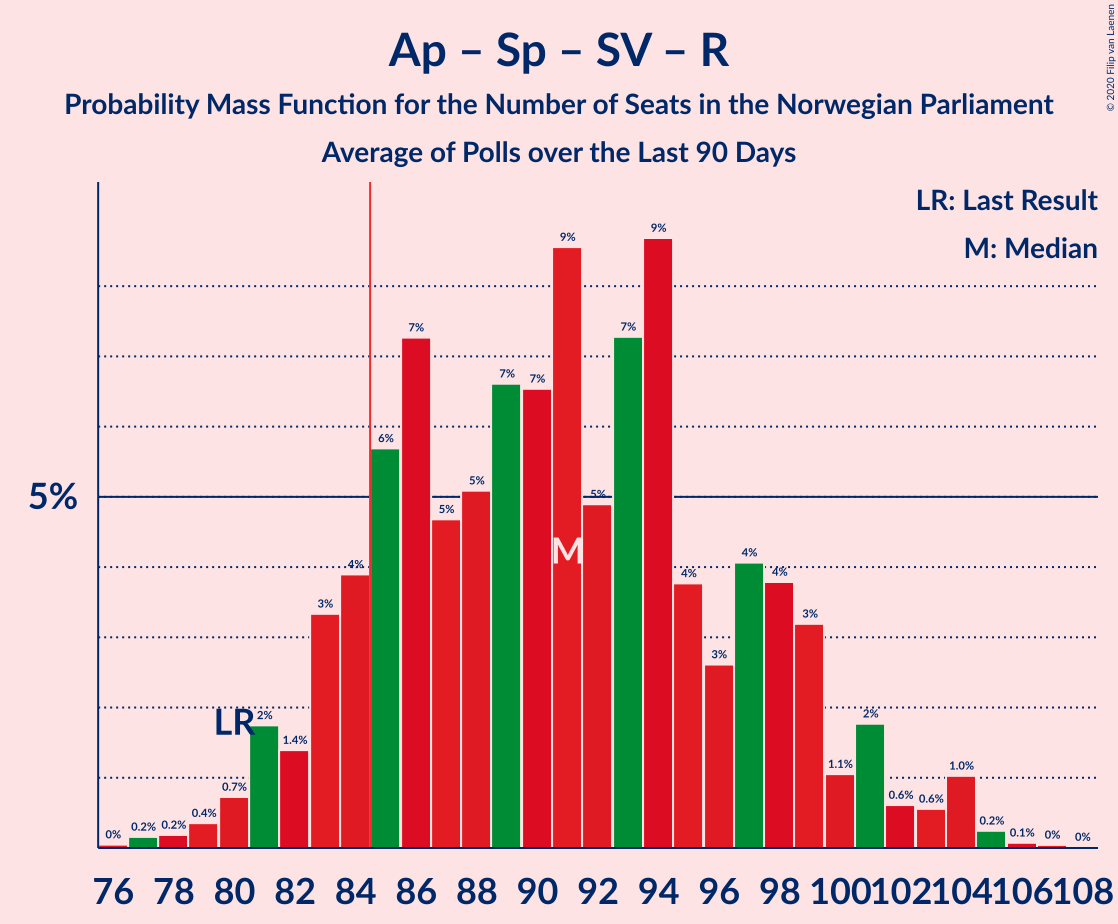 Ap – Sp – SV – R
Probability Mass Function for the Number of Seats in the Norwegian Parliament
Average of Polls over the Last 90 Days
© 2020 Filip van Laenen
LR: Last Result
M: Median
5%
0% 0.2% 0.2% 0.4% 0.7% 2% 1.4% 3% 4% 6% 7% 5% 5% 7% 7% 9% 5% 7% 9% 4% 3% 4% 4% 3% 1.1% 2% 0.6% 0.6% 1.0% 0.2% 0.1% 0% 0%
LR
M
76 78 80 82 84 86 88 90 92 94 96 98 100 102 104 106 108